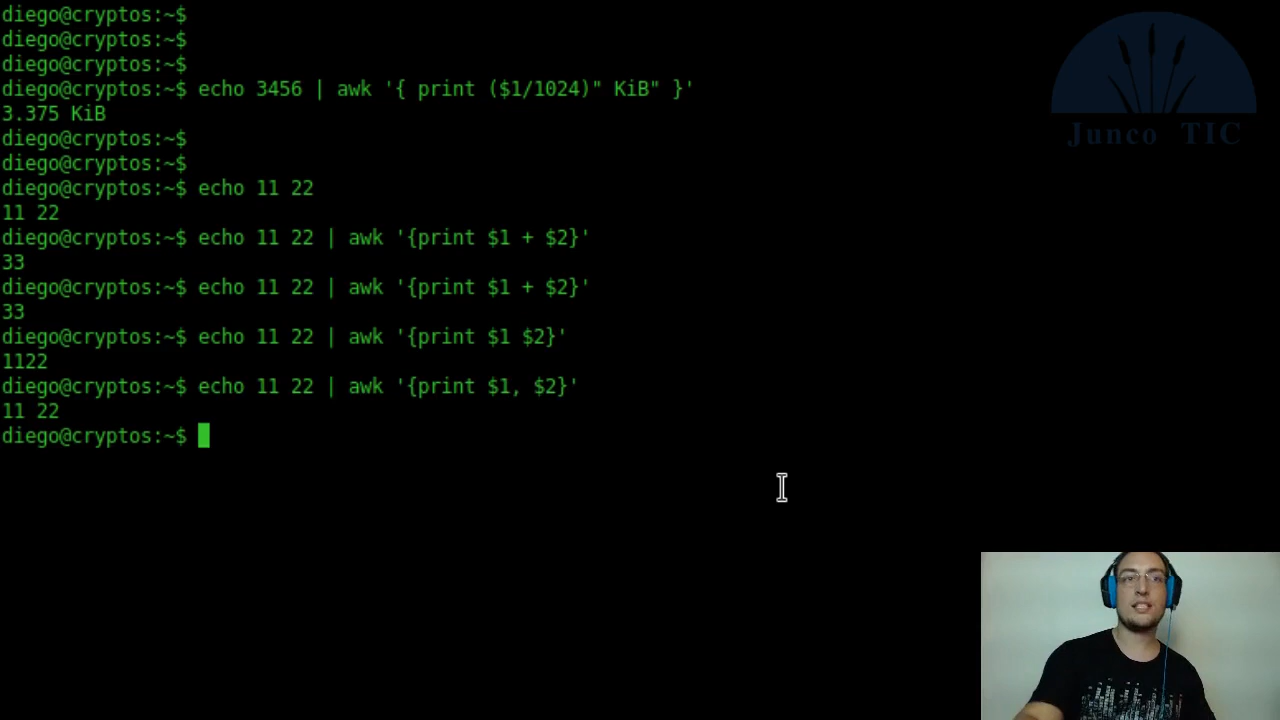 diego@cryptos:~$
diego@cryptos:~$
diego@cryptos:~$
diego@cryptos:~$ echo 3456 | awk '{ print ($1/1024)" KiB" }'
3.375 KiB
diego@cryptos:~$
diego@cryptos:~$
diego@cryptos:~$ echo 11 22
11 22
diego@cryptos:~$ echo 11 22 | awk '{print $1 + $2}'
33
diego@cryptos:~$ echo 11 22 | awk '{print $1 + $2}'
33
diego@cryptos:~$ echo 11 22 | awk '{print $1 $2}'
1122
diego@cryptos:~$ echo 11 22 | awk '{print $1, $2}'
11 22
diego@cryptos:~$
Junco TIC